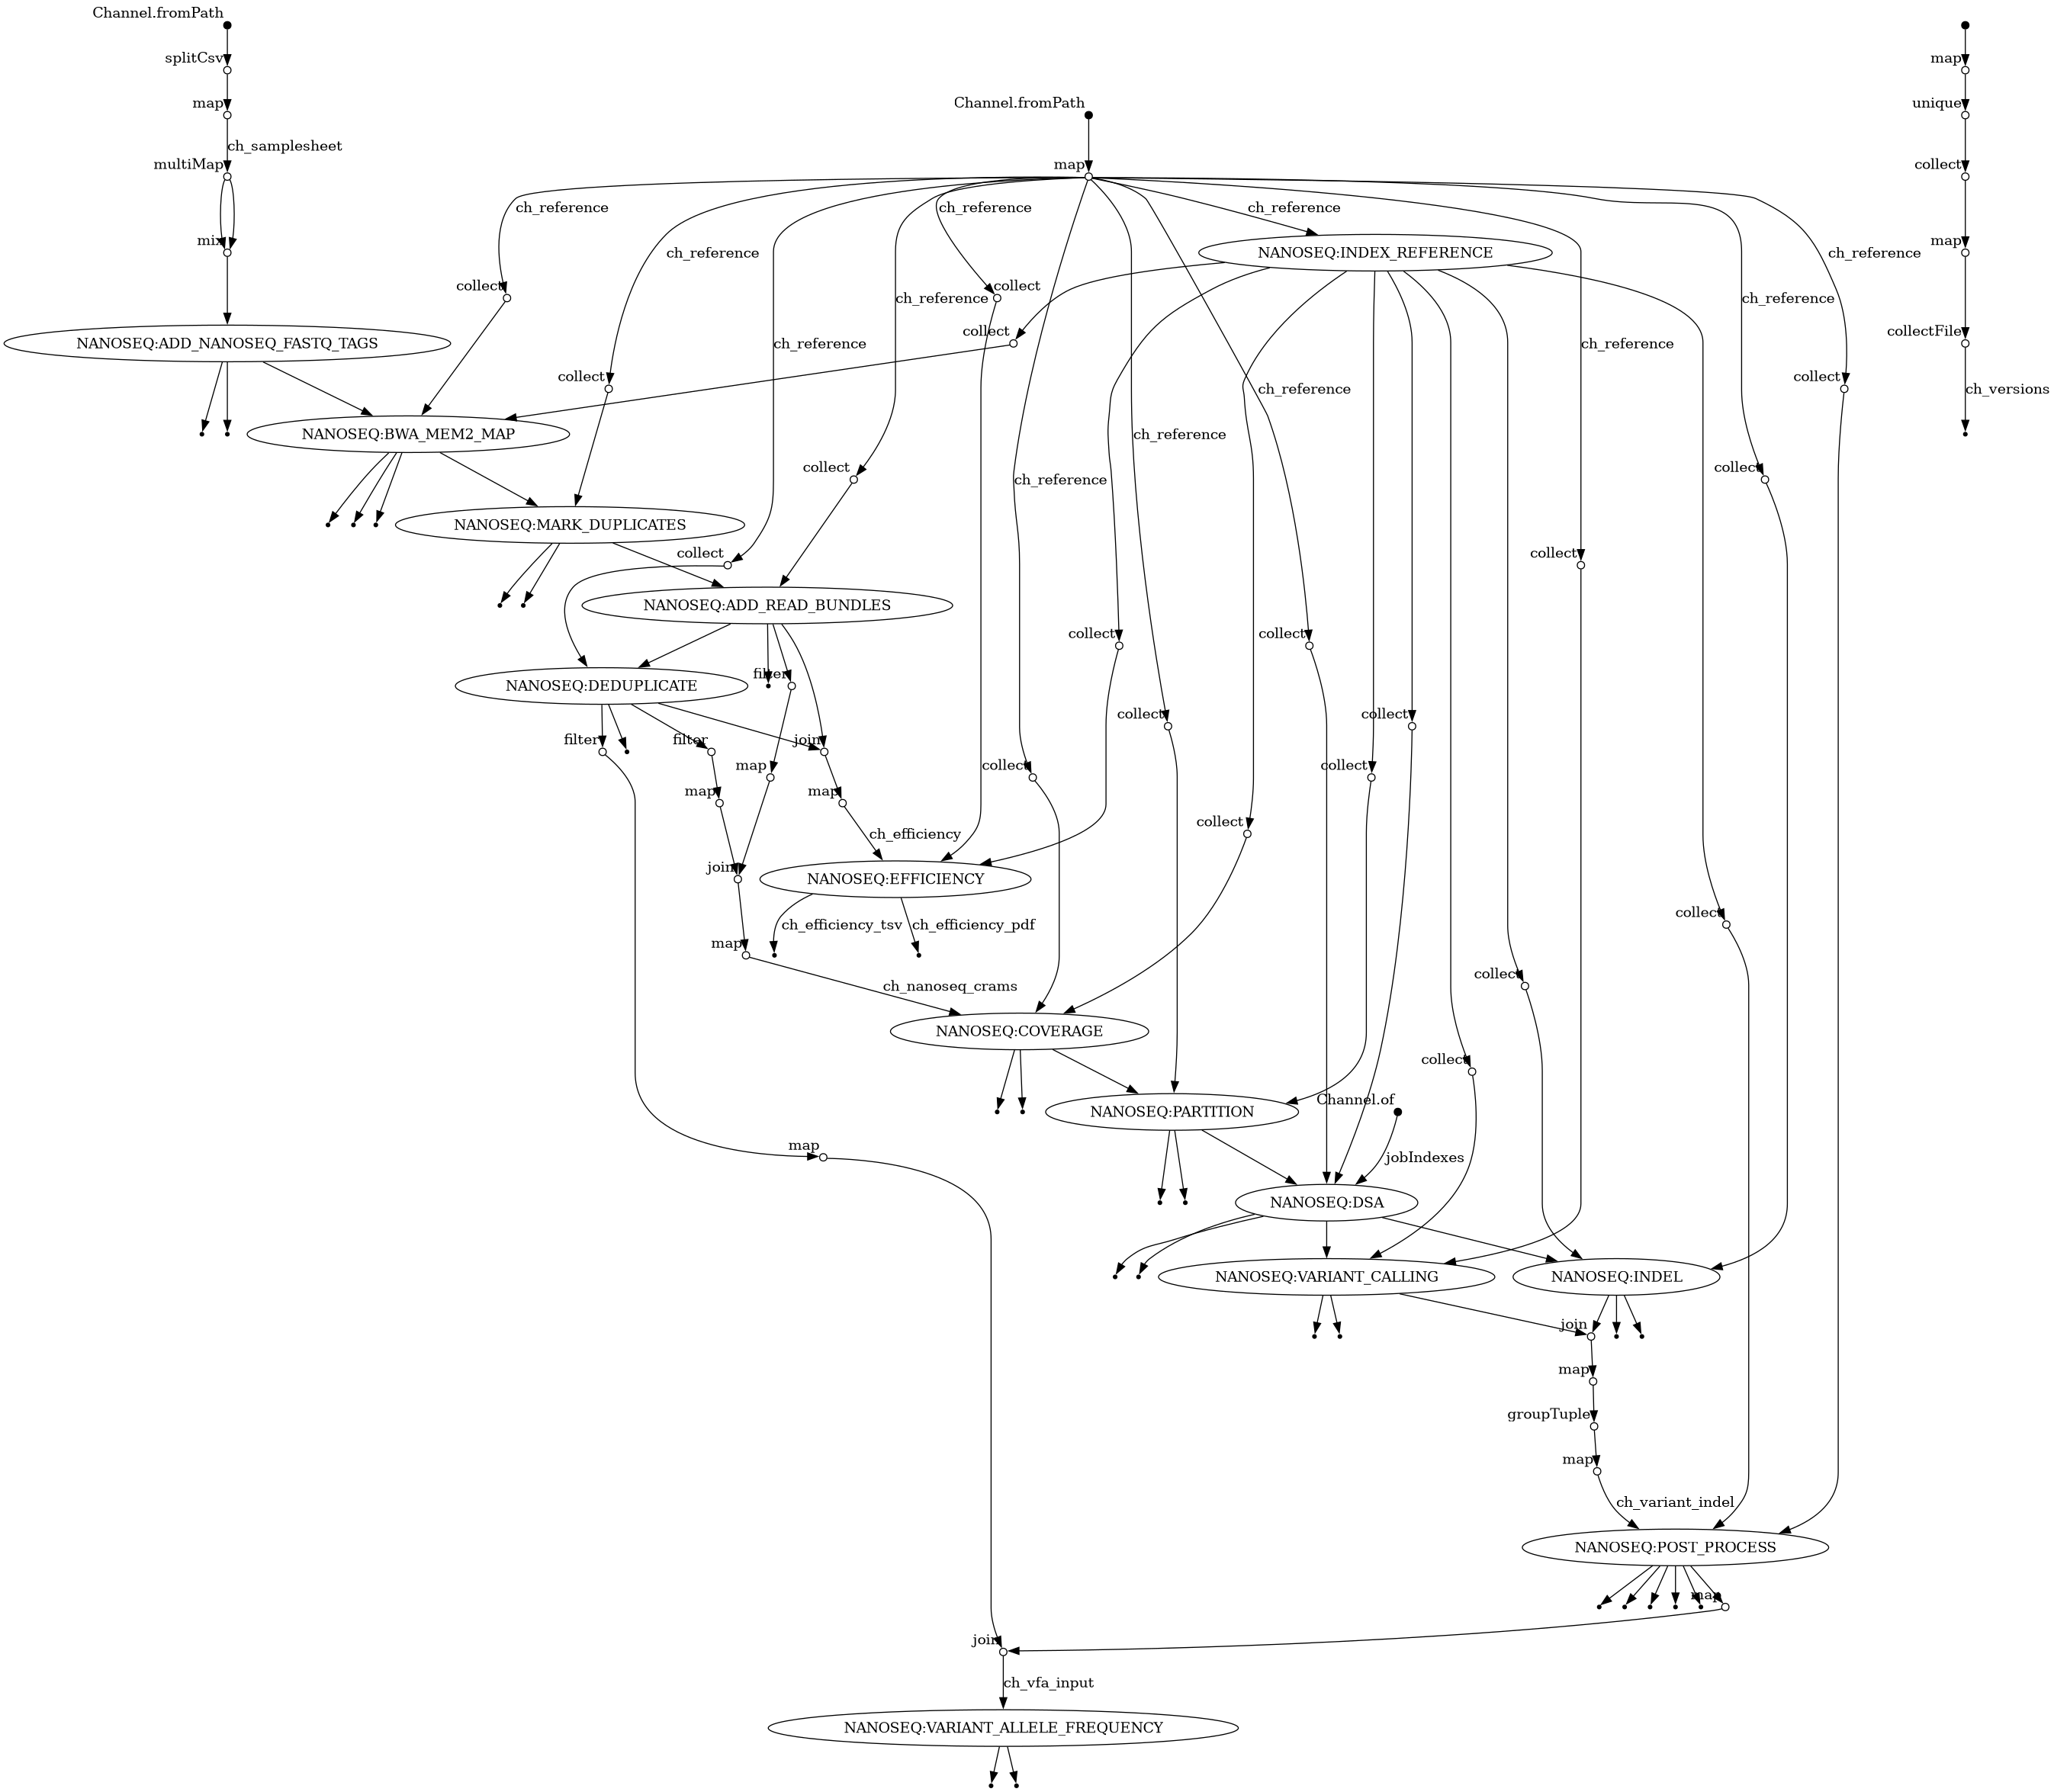 Channel.fromPath
splitCsv
map
map
Channel.fromPath
map
unique
ch_samplesheet
multiMap
map
collect
ch_reference
ch_reference
ch_reference
mix
ch_reference
NANOSEQ:INDEX_REFERENCE
ch_reference
map
collect
collect
ch_reference
ch_reference
NANOSEQ:ADD_NANOSEQ_FASTQ_TAGS
collect
ch_reference
ch_reference
collectFile
collect
ch_reference
collect
ch_versions
NANOSEQ:BWA_MEM2_MAP
ch_reference
collect
ch_reference
collect
NANOSEQ:MARK_DUPLICATES
collect
collect
NANOSEQ:ADD_READ_BUNDLES
collect
collect
filter
NANOSEQ:DEDUPLICATE
collect
collect
filter
filter
join
map
collect
collect
map
map
collect
ch_efficiency
join
NANOSEQ:EFFICIENCY
collect
ch_efficiency_tsv
ch_efficiency_pdf
map
collect
ch_nanoseq_crams
NANOSEQ:COVERAGE
collect
Channel.of
NANOSEQ:PARTITION
map
jobIndexes
NANOSEQ:DSA
NANOSEQ:VARIANT_CALLING
NANOSEQ:INDEL
join
map
groupTuple
map
ch_variant_indel
NANOSEQ:POST_PROCESS
map
join
ch_vfa_input
NANOSEQ:VARIANT_ALLELE_FREQUENCY